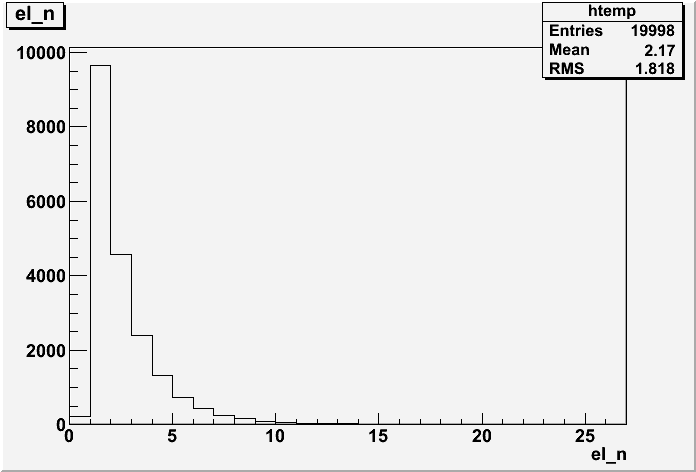 el_n
htemp
Entries 19998
Mean 2.17
RMS 1.818
10000
8000
6000
4000
2000
0
0 5 10 15 20 25
el_n